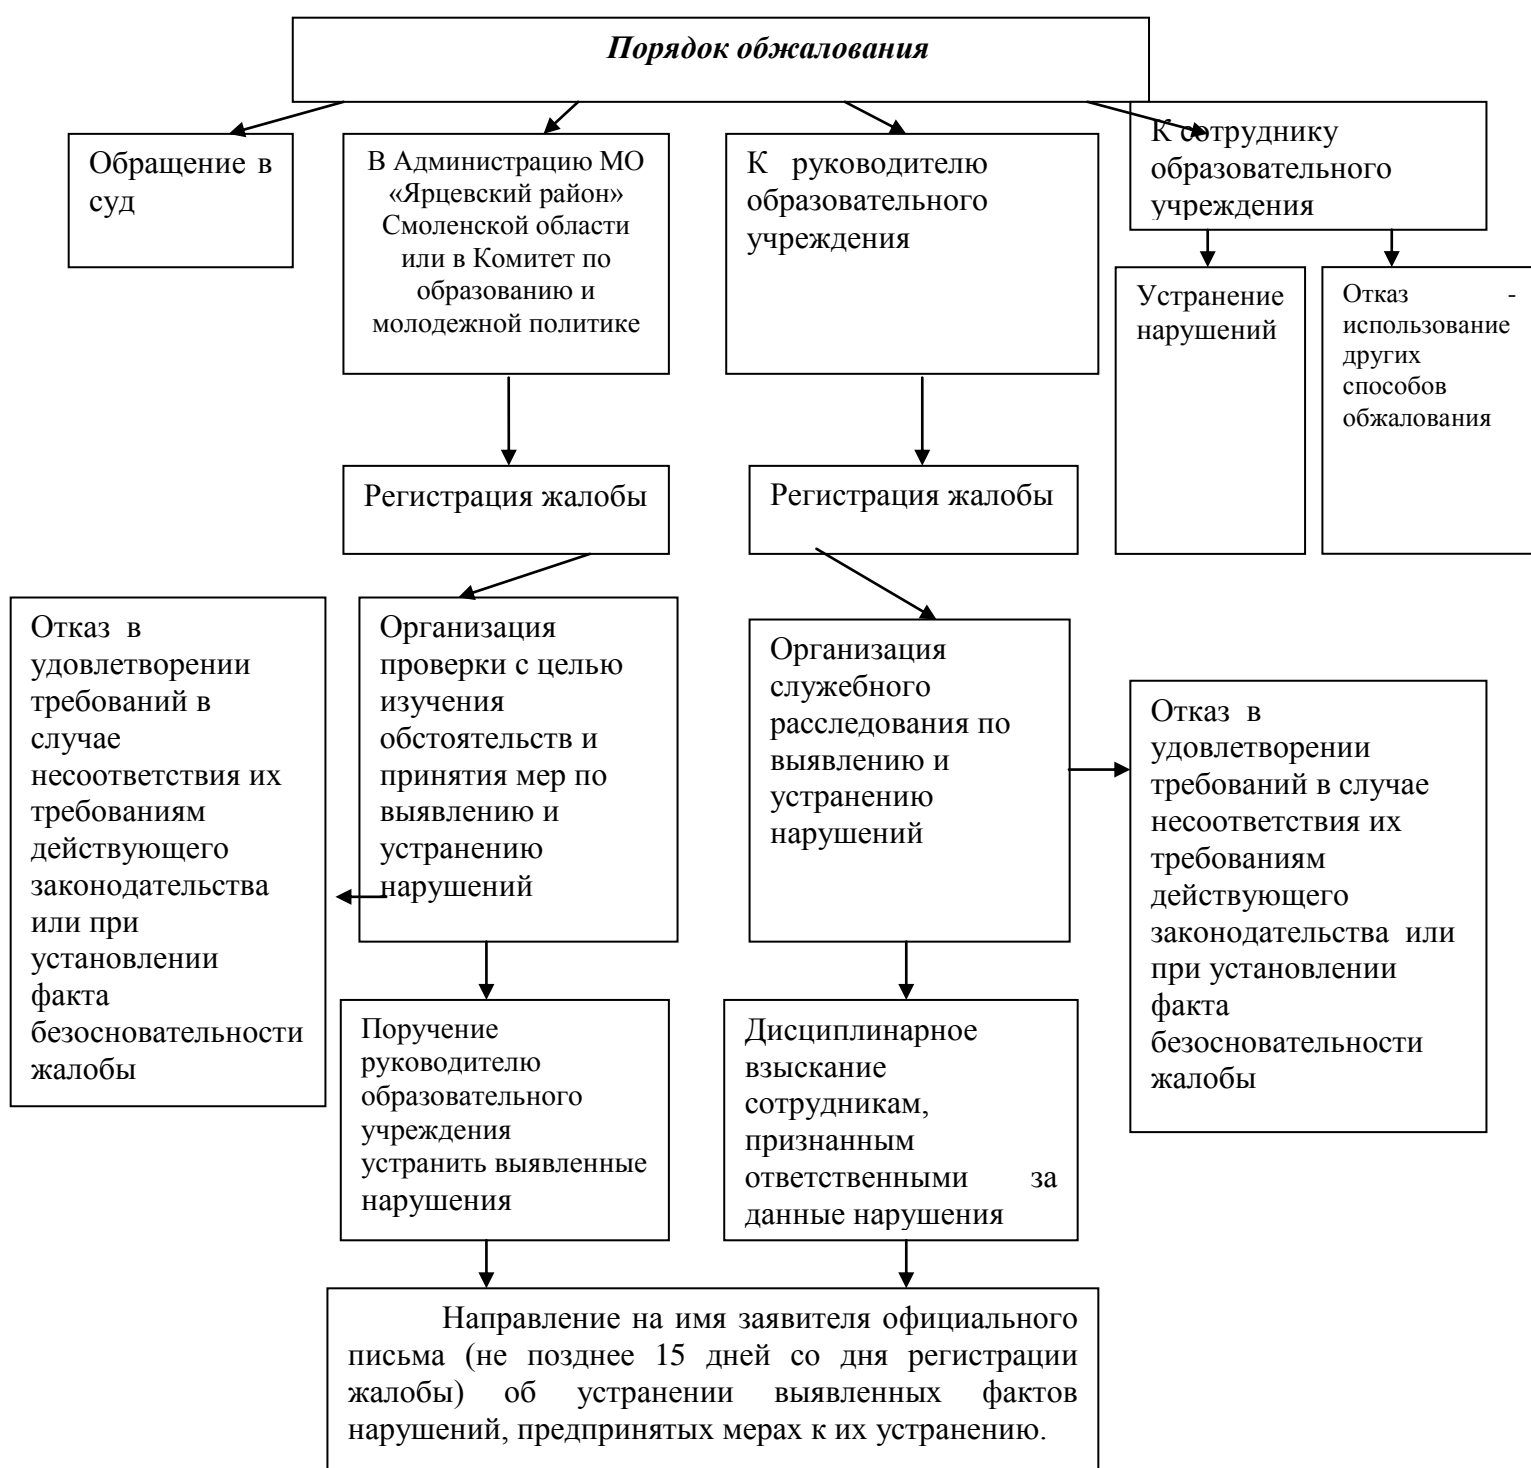 Порядок обжалования
Обращение в
суд
В Администрацию МО
«Ярцевский район»
Смоленской области
или в Комитет по
образованию и
молодежной политике
К руководителю
образовательного
учреждения
К сотруднику
образовательного
учреждения
Устранение
нарушений
Отказ -
использование
других
способов
обжалования
Регистрация жалобы
Регистрация жалобы
Отказ в
удовлетворении
требований в
случае
несоответствия их
требованиям
действующего
законодательства
или при
установлении
факта
безосновательности
жалобы
Организация
проверки с целью
изучения
обстоятельств и
принятия мер по
выявлению и
устранению
нарушений
Организация
служебного
расследования по
выявлению и
устранению
нарушений
Отказ в
удовлетворении
требований в случае
несоответствия их
требованиям
действующего
законодательства или
при установлении
факта
безосновательности
жалобы
Поручение
руководителю
образовательного
учреждения
устранить выявленные
нарушения
Дисциплинарное
взыскание
сотрудникам,
признанным
ответственными за
данные нарушения
Направление на имя заявителя официального
письма (не позднее 15 дней со дня регистрации
жалобы) об устранении выявленных фактов
нарушений, предпринятых мерах к их устранению.